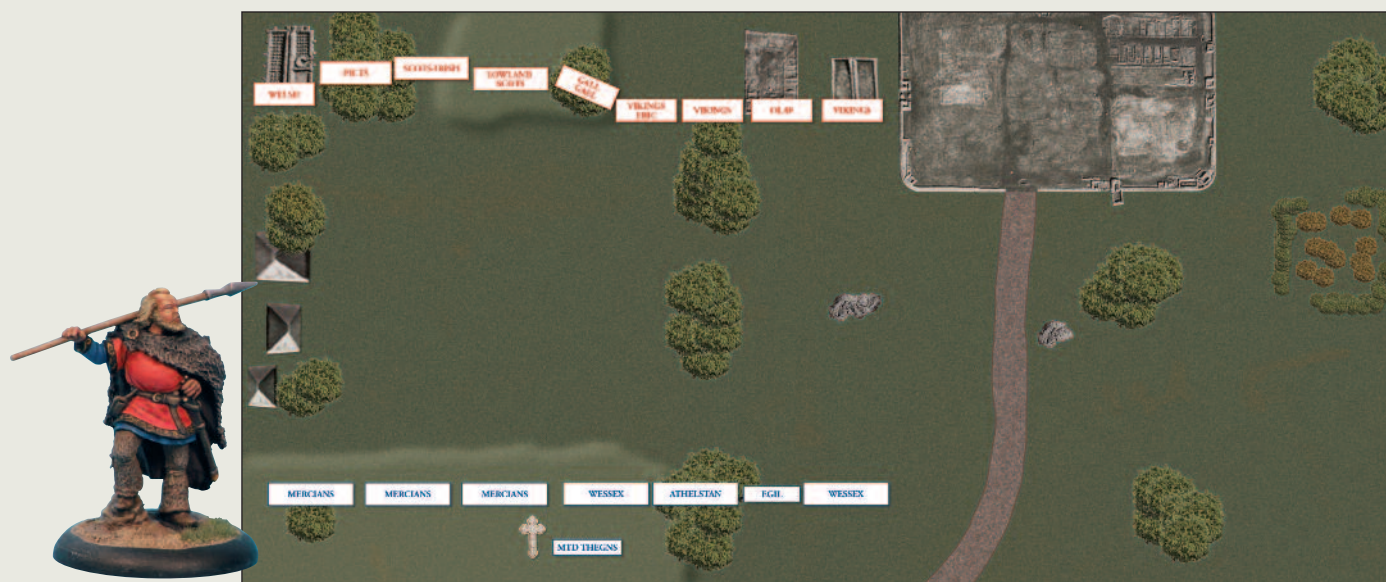 WELSH
PICTS
SCOTS-IRISH
LOWLAND
SCOTS
GALL
GAEL
VIKINGS
ERIC
VIKINGS
OLAF
VIKINGS
MERCIANS
MERCIANS
MERCIANS
WESSEX
ATHELSTAN
EGIL
WESSEX
MTD THEGNS